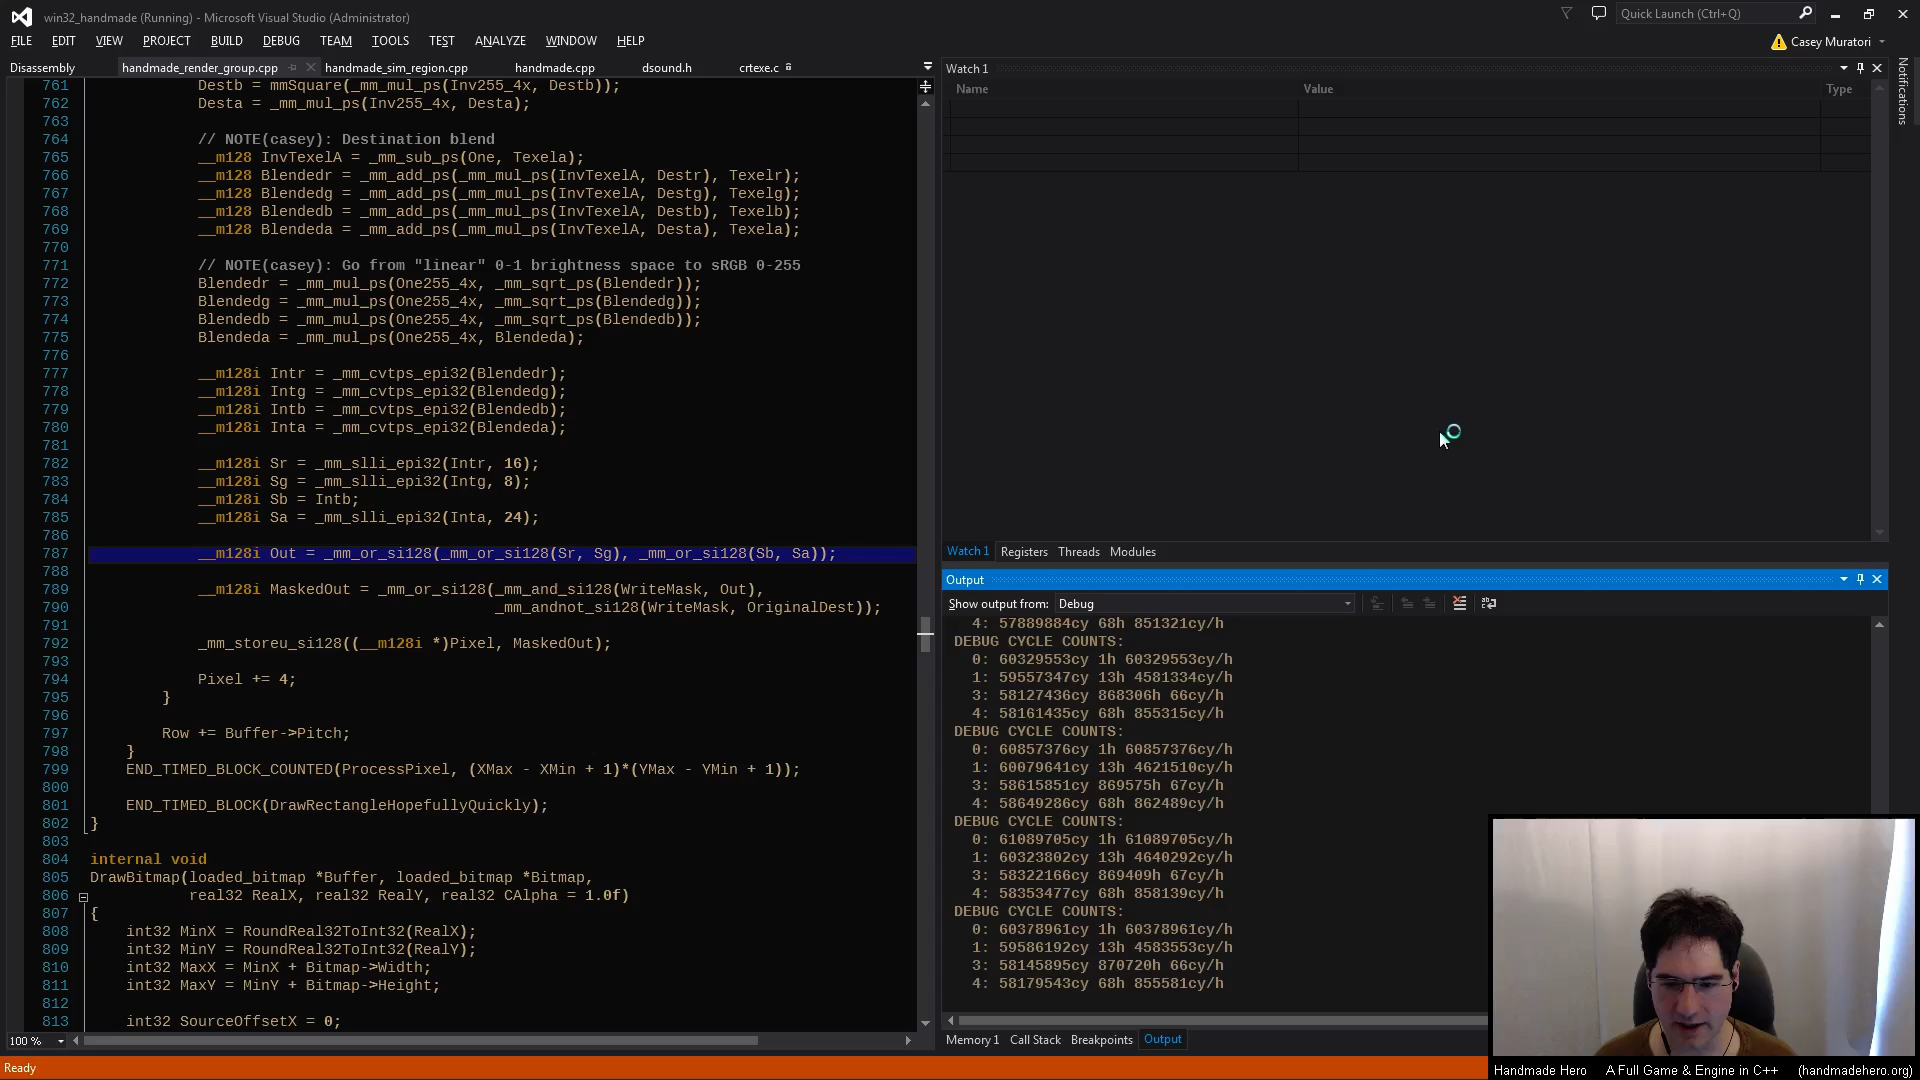 win32_handmade (Running) - Microsoft Visual Studio (Administrator)
Quick Launch (Ctrl+Q)
FILE EDIT VIEW PROJECT BUILD DEBUG TEAM TOOLS TEST ANALYZE WINDOW HELP
Casey Muratori
Disassembly handmade_render_group.cpp handmade_sim_region.cpp handmade.cpp dsound.h crtexe.c
761 Destb = mmSquare(_mm_mul_ps(Inv255_4x, Destb));
762 Desta = _mm_mul_ps(Inv255_4x, Desta);
763
764 // NOTE(casey): Destination blend
765 __m128 InvTexelA = _mm_sub_ps(One, Texela);
766 __m128 Blendedr = _mm_add_ps(_mm_mul_ps(InvTexelA, Destr), Texelr);
767 __m128 Blendedg = _mm_add_ps(_mm_mul_ps(InvTexelA, Destg), Texelg);
768 __m128 Blendedb = _mm_add_ps(_mm_mul_ps(InvTexelA, Destb), Texelb);
769 __m128 Blendeda = _mm_add_ps(_mm_mul_ps(InvTexelA, Desta), Texela);
770
771 // NOTE(casey): Go from "linear" 0-1 brightness space to sRGB 0-255
772 Blendedr = _mm_mul_ps(One255_4x, _mm_sqrt_ps(Blendedr));
773 Blendedg = _mm_mul_ps(One255_4x, _mm_sqrt_ps(Blendedg));
774 Blendedb = _mm_mul_ps(One255_4x, _mm_sqrt_ps(Blendedb));
775 Blendeda = _mm_mul_ps(One255_4x, Blendeda);
776
777 __m128i Intr = _mm_cvtps_epi32(Blendedr);
778 __m128i Intg = _mm_cvtps_epi32(Blendedg);
779 __m128i Intb = _mm_cvtps_epi32(Blendedb);
780 __m128i Inta = _mm_cvtps_epi32(Blendeda);
781
782 __m128i Sr = _mm_slli_epi32(Intr, 16);
783 __m128i Sg = _mm_slli_epi32(Intg, 8);
784 __m128i Sb = Intb;
785 __m128i Sa = _mm_slli_epi32(Inta, 24);
786
787 __m128i Out = _mm_or_si128(_mm_or_si128(Sr, Sg), _mm_or_si128(Sb, Sa));
788
789 __m128i MaskedOut = _mm_or_si128(_mm_and_si128(WriteMask, Out),
790 _mm_andnot_si128(WriteMask, OriginalDest));
791
792 _mm_storeu_si128((__m128i *)Pixel, MaskedOut);
793
794 Pixel += 4;
795 }
796
797 Row += Buffer->Pitch;
798 }
799 END_TIMED_BLOCK_COUNTED(ProcessPixel, (XMax - XMin + 1)*(YMax - YMin + 1));
800
801 END_TIMED_BLOCK(DrawRectangleHopefullyQuickly);
802 }
803
804 internal void
805 DrawBitmap(loaded_bitmap *Buffer, loaded_bitmap *Bitmap,
806 real32 RealX, real32 RealY, real32 CAlpha = 1.0f)
807 {
808 int32 MinX = RoundReal32ToInt32(RealX);
809 int32 MinY = RoundReal32ToInt32(RealY);
810 int32 MaxX = MinX + Bitmap->Width;
811 int32 MaxY = MinY + Bitmap->Height;
812
813 int32 SourceOffsetX = 0;
100 %
Ready
Watch 1
Name Value Type
Watch 1 Registers Threads Modules
Output
Show output from: Debug
4: 57889884cy 68h 851321cy/h
DEBUG CYCLE COUNTS:
0: 60329553cy 1h 60329553cy/h
1: 59557347cy 13h 4581334cy/h
3: 58127436cy 868306h 66cy/h
4: 58161435cy 68h 855315cy/h
DEBUG CYCLE COUNTS:
0: 60857376cy 1h 60857376cy/h
1: 60079641cy 13h 4621510cy/h
3: 58615851cy 869575h 67cy/h
4: 58649286cy 68h 862489cy/h
DEBUG CYCLE COUNTS:
0: 61089705cy 1h 61089705cy/h
1: 60323802cy 13h 4640292cy/h
3: 58322166cy 869409h 67cy/h
4: 58353477cy 68h 858139cy/h
DEBUG CYCLE COUNTS:
0: 60378961cy 1h 60378961cy/h
1: 59586192cy 13h 4583553cy/h
3: 58145895cy 870720h 66cy/h
4: 58179543cy 68h 855581cy/h
Memory 1 Call Stack Breakpoints Output
Notifications
Handmade Hero A Full Game & Engine in C++ (handmadehero.org)